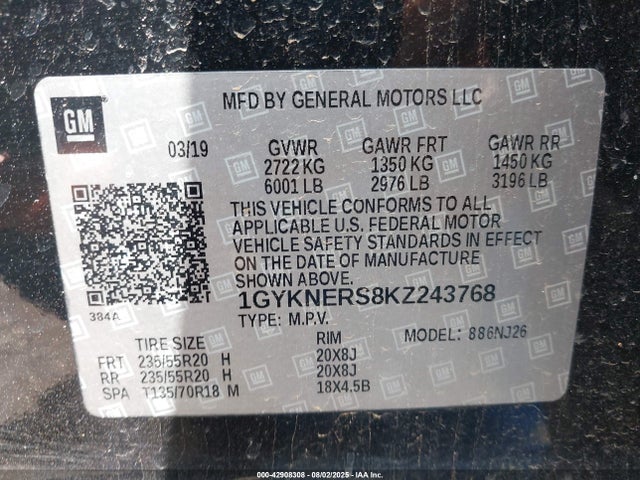 GM
MFD BY GENERAL MOTORS LLC
03/19 GVWR GAWR FRT GAWR RR
2722 KG 1350 KG 1450 KG
6001 LB 2976 LB 3196 LB
THIS VEHICLE CONFORMS TO ALL
APPLICABLE U.S. FEDERAL MOTOR
VEHICLE SAFETY STANDARDS IN EFFECT
ON THE DATE OF MANUFACTURE
SHOWN ABOVE.
384A
1GYKNERS8KZ243768
TYPE: M.P.V. MODEL: 886NJ26
TIRE SIZE RIM
FRT 235/55R20 H 20X8J
RR 235/55R20 H 20X8J
SPA T135/70R18 M 18X4.5B
000-42908308 - 08/02/2025 - IAA Inc.